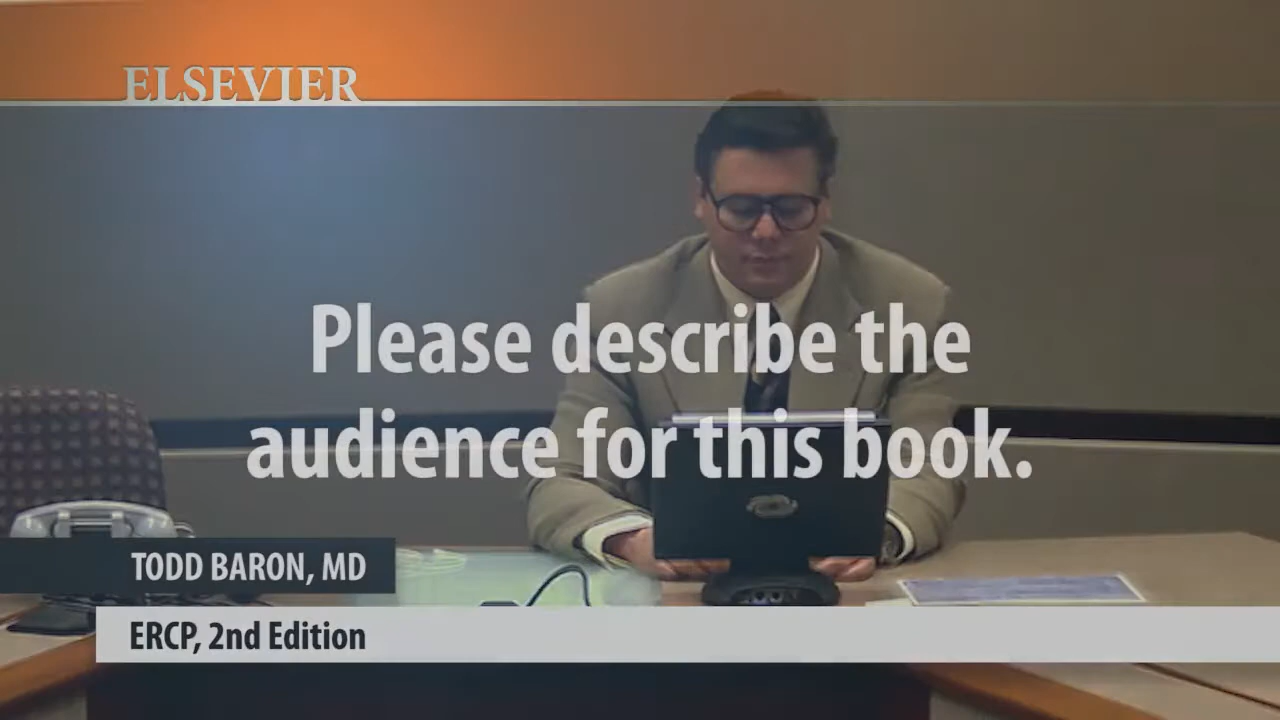 ELSEVIER
Please describe the
audience for this book.
TODD BARON, MD
ERCP, 2nd Edition